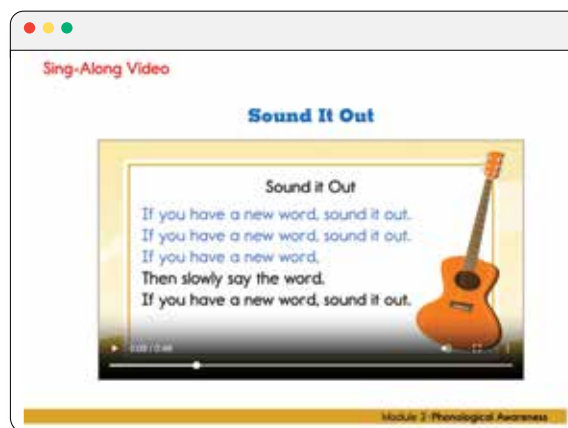 Sing-Along Video
Sound It Out
Sound it Out
If you have a new word, sound it out.
If you have a new word, sound it out.
If you have a new word,
Then slowly say the word.
If you have a new word, sound it out.
Module 2: Phonological Awareness